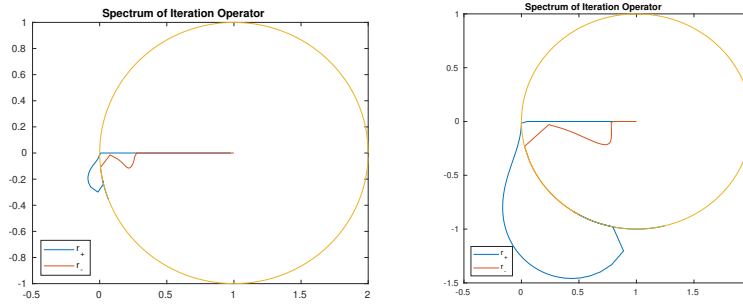 Spectrum of Iteration Operator
1
0.8
0.6
0.4
0.2
0
-0.2
-0.4
-0.6
-0.8
-1
-0.5 0 0.5 1 1.5 2
r+
r-
Spectrum of Iteration Operator
1
0.5
0
-0.5
-1
-1.5
-0.5 0 0.5 1 1.5
r+
r-